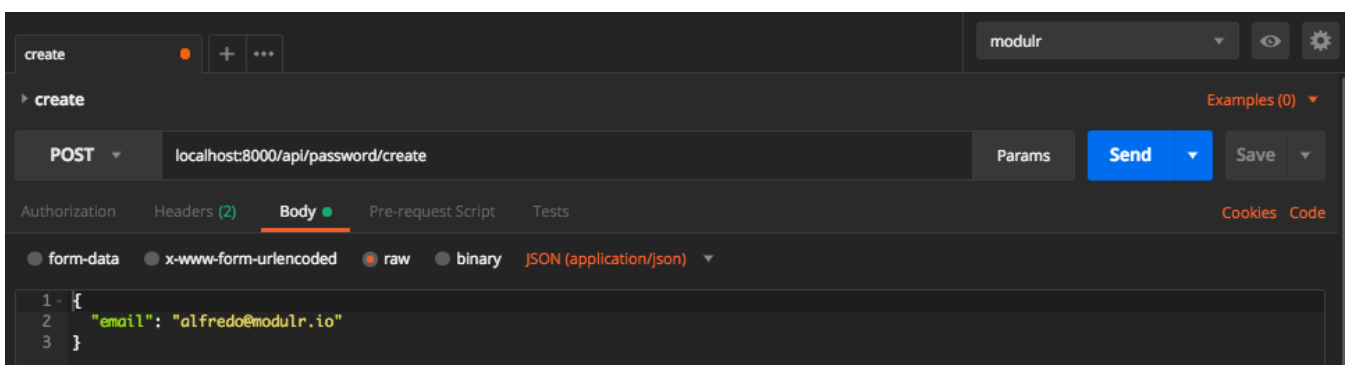 create
+ •••
modulr
create
Examples (0)
POST
localhost:8000/api/password/create
Params
Send
Save
Authorization Headers (2) Body Pre-request Script Tests
Cookies Code
form-data x-www-form-urlencoded raw binary JSON (application/json)
1 {
2 "email": "alfredo@modulr.io"
3 }